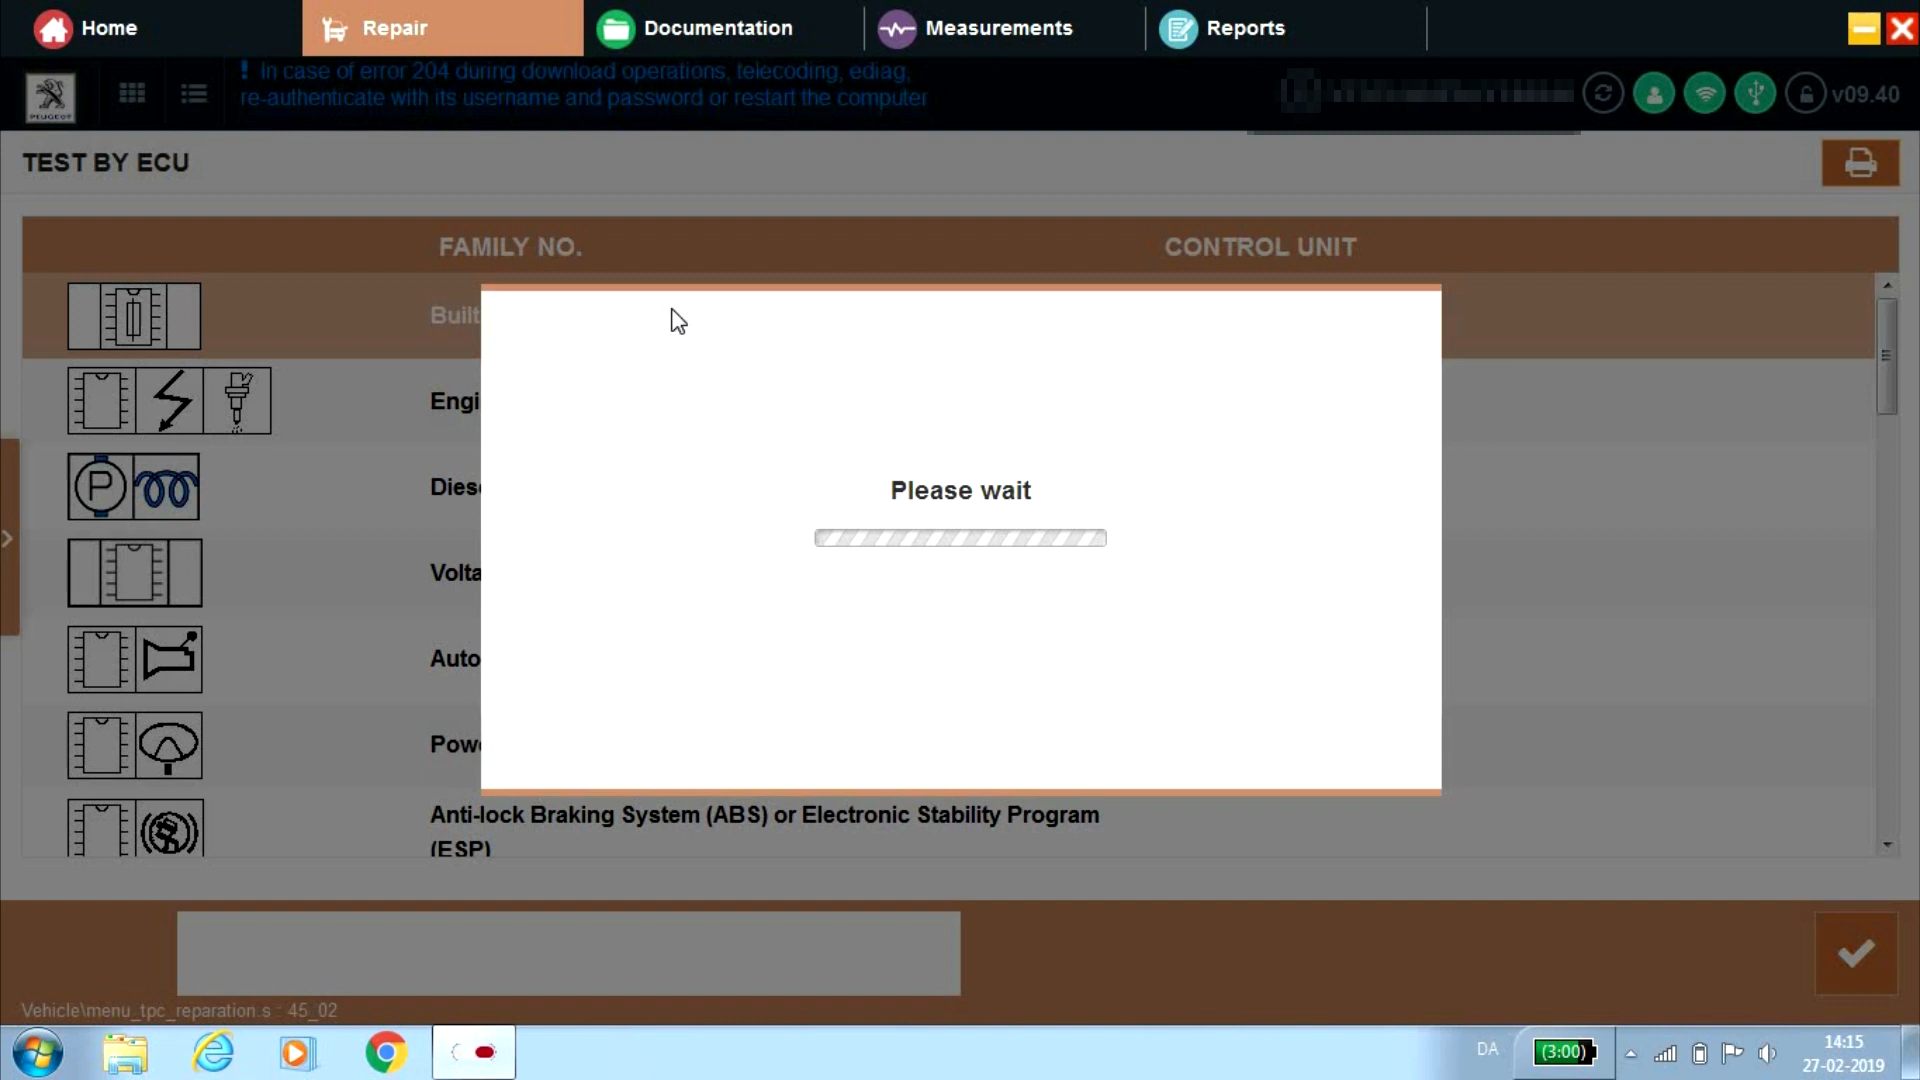 Home
Repair
Documentation
Measurements
Reports
! In case of error 204 during download operations, telecoding, ediag,
re-authenticate with its username and password or restart the computer
PEUGEOT
v09.40
TEST BY ECU
FAMILY NO.
CONTROL UNIT
Built
Engi
P
Dies
Volta
Auto
Pow
Anti-lock Braking System (ABS) or Electronic Stability Program
(ESP)
Please wait
Vehicle\menu_tpc_reparation.s : 45_02
DA
(3:00)
14:15
27-02-2019